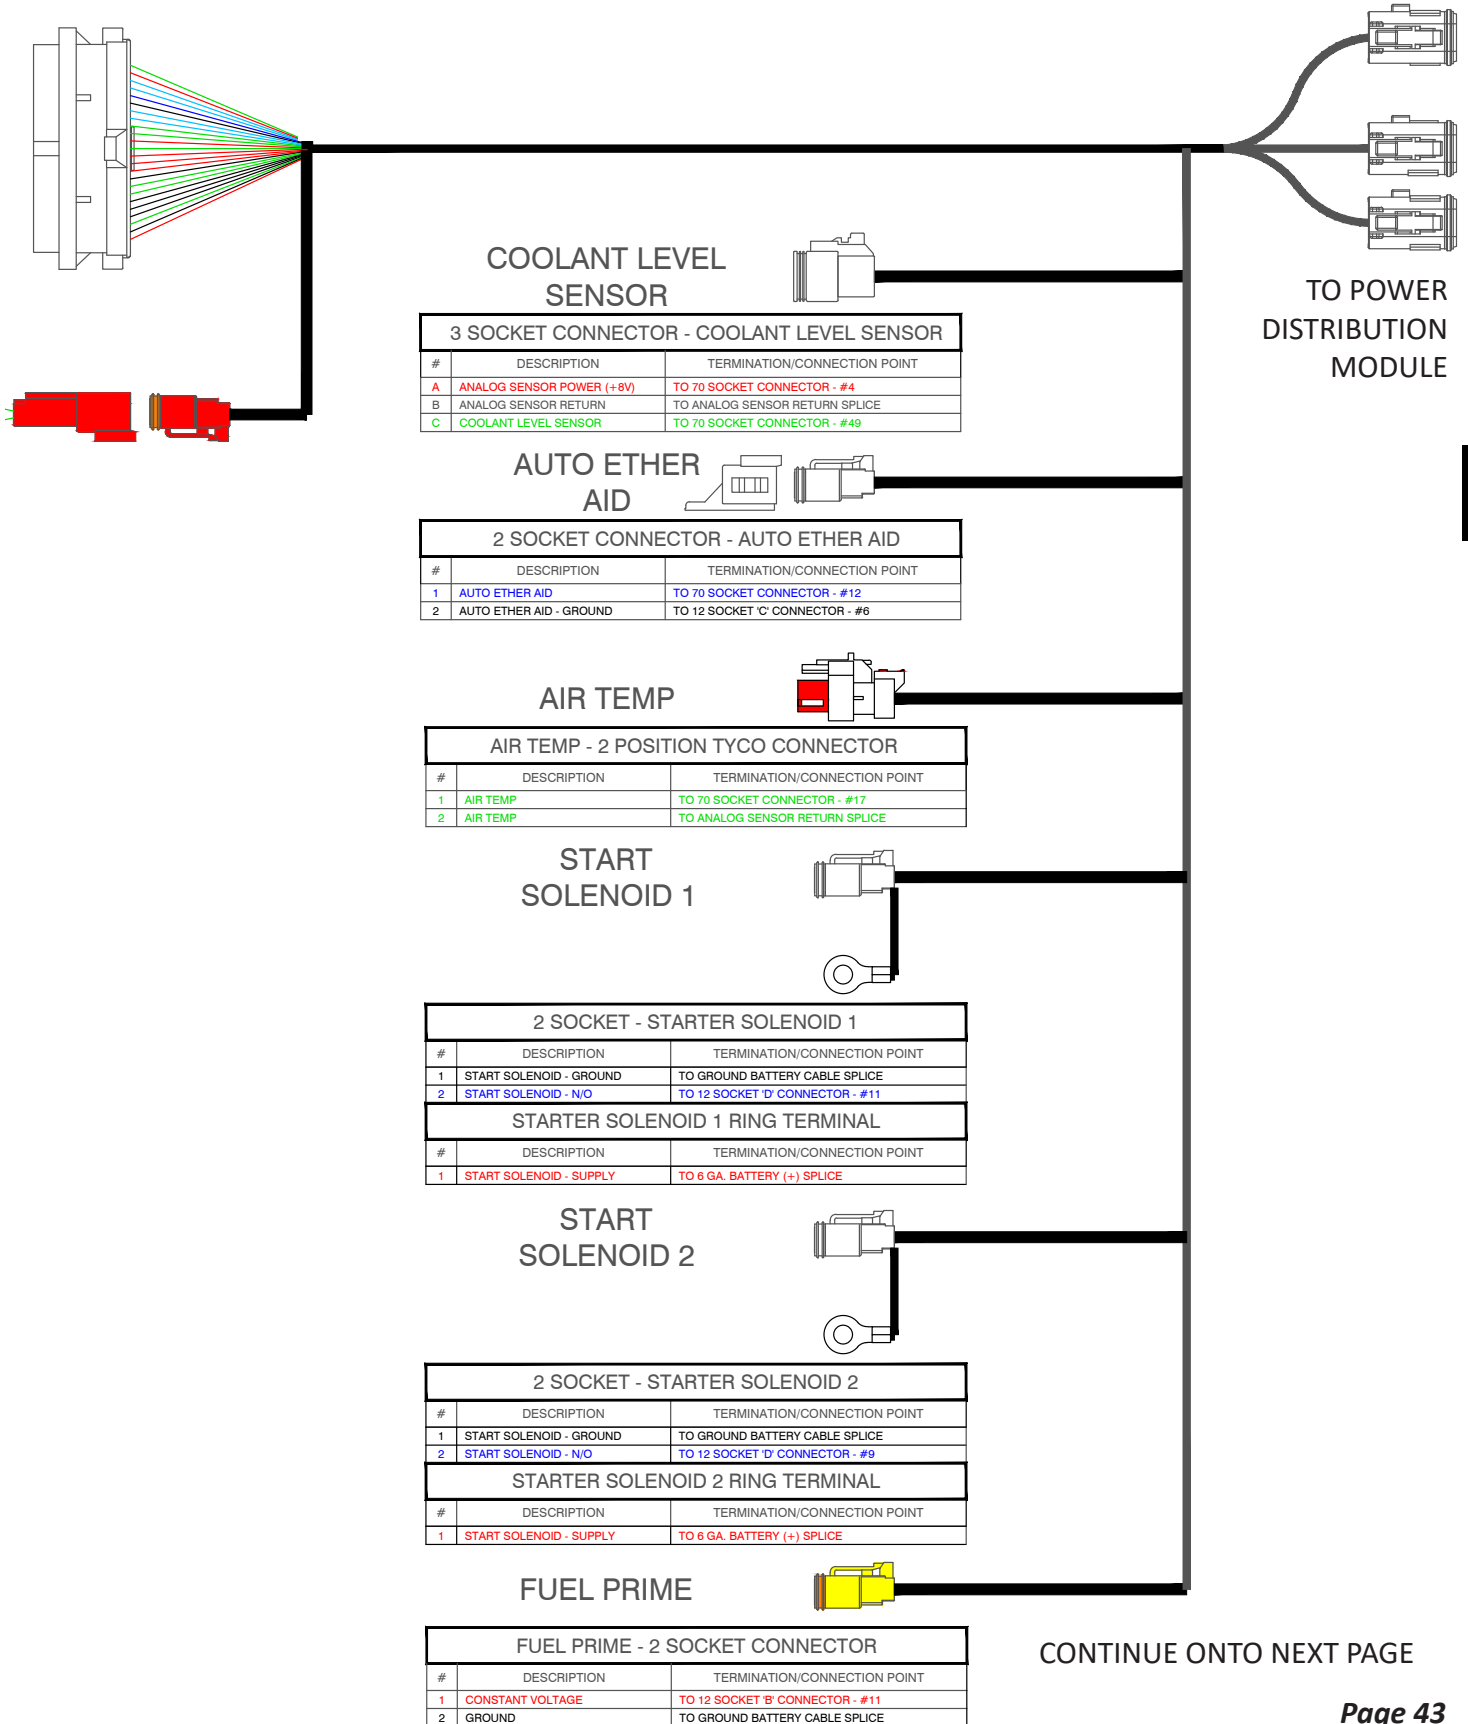 COOLANT LEVEL
SENSOR
TO POWER
DISTRIBUTION
MODULE
3 SOCKET CONNECTOR - COOLANT LEVEL SENSOR
# DESCRIPTION TERMINATION/CONNECTION POINT
A ANALOG SENSOR POWER (+8V) TO 70 SOCKET CONNECTOR - #4
B ANALOG SENSOR RETURN TO ANALOG SENSOR RETURN SPLICE
C COOLANT LEVEL SENSOR TO 70 SOCKET CONNECTOR - #49
AUTO ETHER
AID
2 SOCKET CONNECTOR - AUTO ETHER AID
# DESCRIPTION TERMINATION/CONNECTION POINT
1 AUTO ETHER AID TO 70 SOCKET CONNECTOR - #12
2 AUTO ETHER AID - GROUND TO 12 SOCKET 'C' CONNECTOR - #6
AIR TEMP
AIR TEMP - 2 POSITION TYCO CONNECTOR
# DESCRIPTION TERMINATION/CONNECTION POINT
1 AIR TEMP TO 70 SOCKET CONNECTOR - #17
2 AIR TEMP TO ANALOG SENSOR RETURN SPLICE
START
SOLENOID 1
2 SOCKET - STARTER SOLENOID 1
# DESCRIPTION TERMINATION/CONNECTION POINT
1 START SOLENOID - GROUND TO GROUND BATTERY CABLE SPLICE
2 START SOLENOID - N/O TO 12 SOCKET 'D' CONNECTOR - #11
STARTER SOLENOID 1 RING TERMINAL
# DESCRIPTION TERMINATION/CONNECTION POINT
1 START SOLENOID - SUPPLY TO 6 GA. BATTERY (+) SPLICE
START
SOLENOID 2
2 SOCKET - STARTER SOLENOID 2
# DESCRIPTION TERMINATION/CONNECTION POINT
1 START SOLENOID - GROUND TO GROUND BATTERY CABLE SPLICE
2 START SOLENOID - N/O TO 12 SOCKET 'D' CONNECTOR - #9
STARTER SOLENOID 2 RING TERMINAL
# DESCRIPTION TERMINATION/CONNECTION POINT
1 START SOLENOID - SUPPLY TO 6 GA. BATTERY (+) SPLICE
FUEL PRIME
FUEL PRIME - 2 SOCKET CONNECTOR
# DESCRIPTION TERMINATION/CONNECTION POINT
1 CONSTANT VOLTAGE TO 12 SOCKET 'B' CONNECTOR - #11
2 GROUND TO GROUND BATTERY CABLE SPLICE
CONTINUE ONTO NEXT PAGE
Page 43